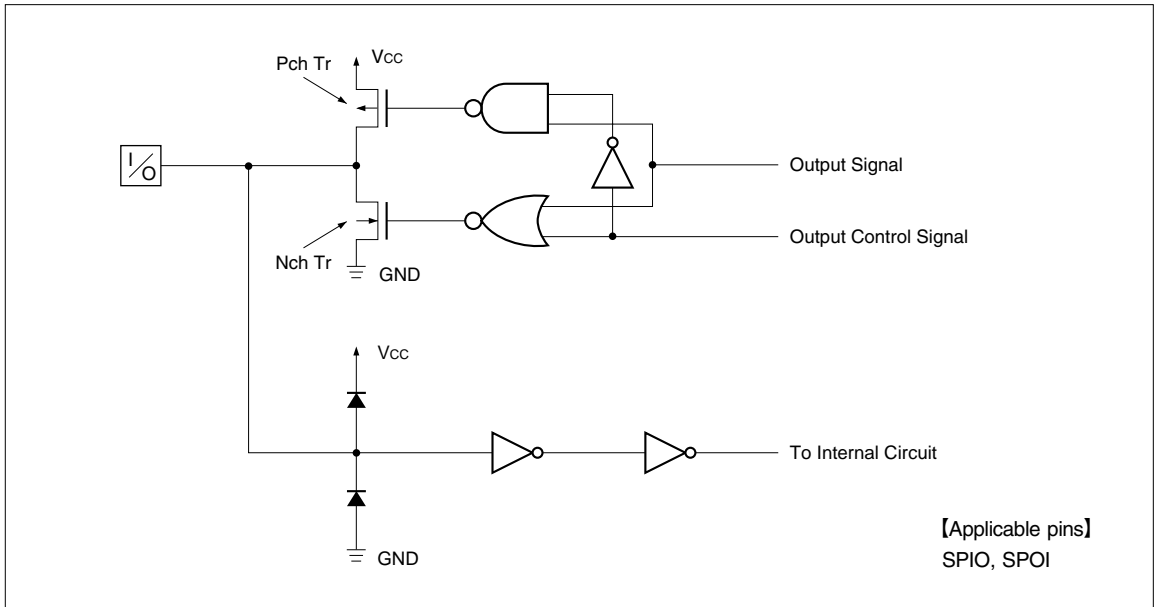 Pch Tr
VCC
I/O
Output Signal
Output Control Signal
Nch Tr
GND
VCC
To Internal Circuit
GND
【Applicable pins】
SPIO, SPOI